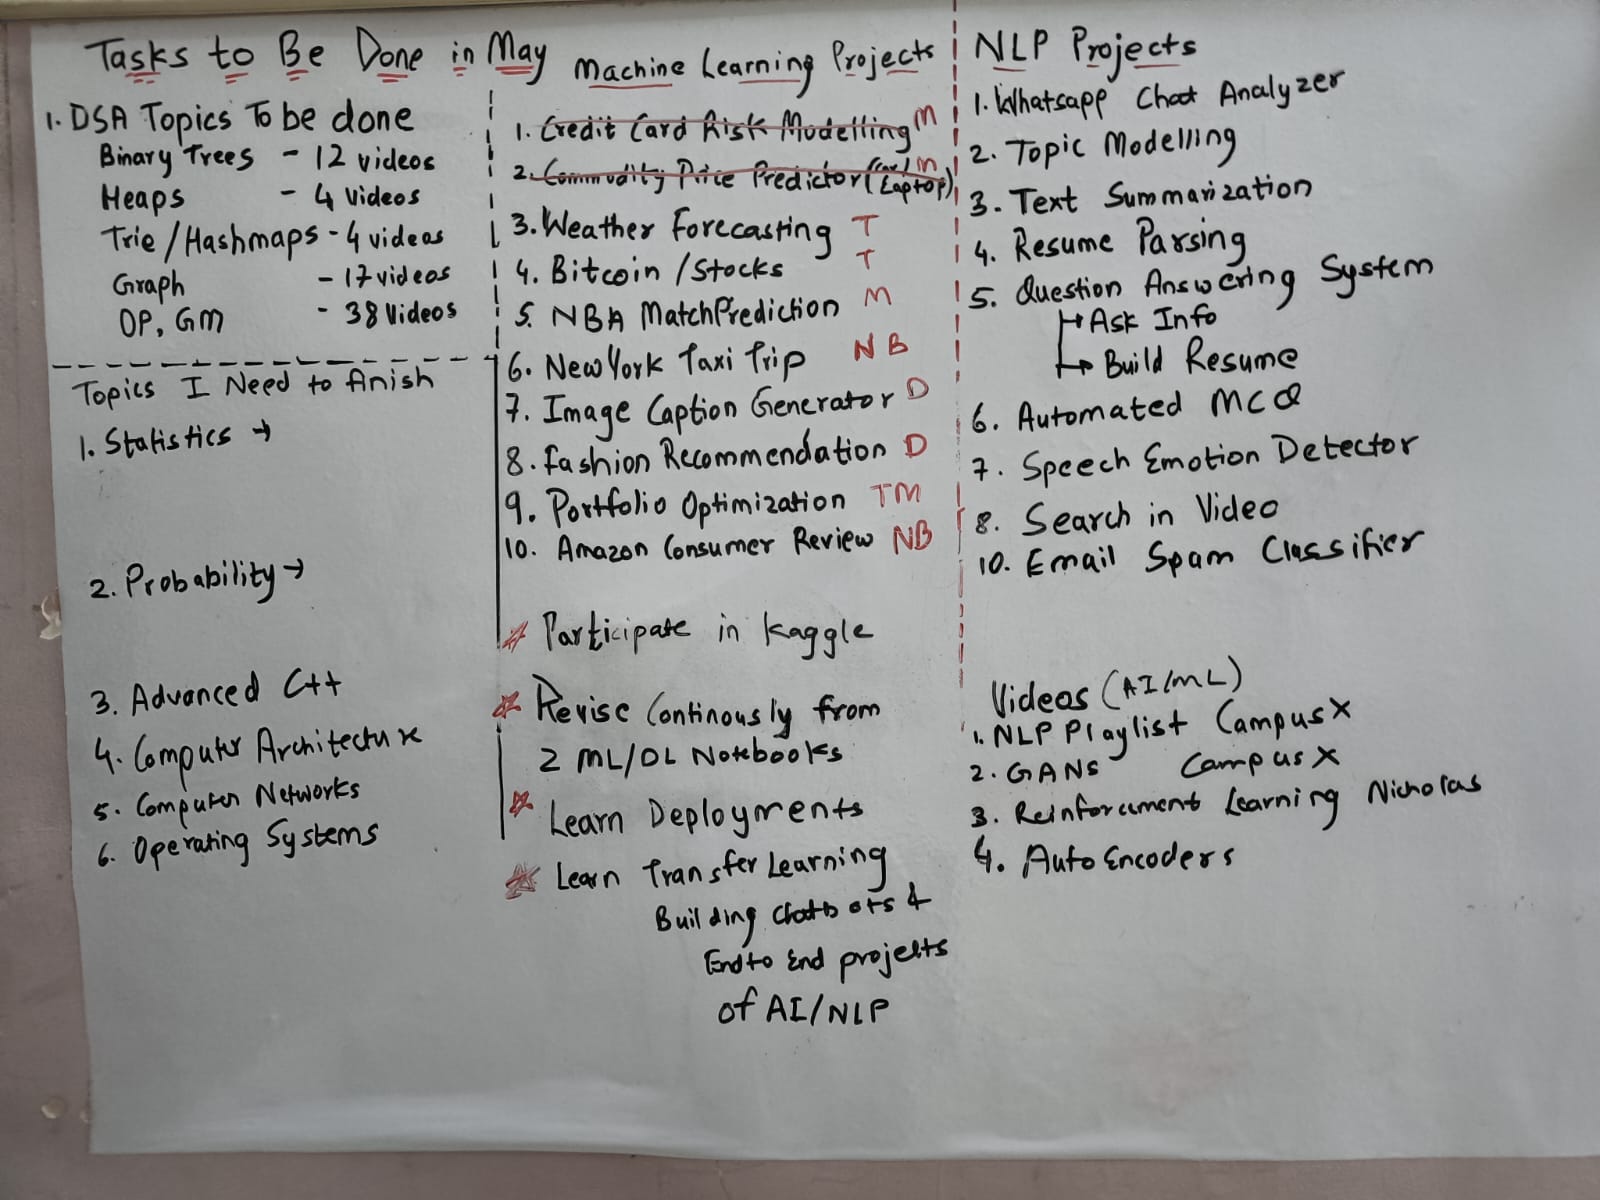 Tasks to Be Done in May
1. DSA Topics To be done
Binary Trees - 12 videos
Heaps - 4 Videos
Trie/Hashmaps - 4 videos
Graph - 17 videos
DP, GM - 38 Videos
Topics I Need to finish
1. Statistics →
2. Probability →
3. Advanced C++
4. Computer Architecture
5. Computer Networks
6. Operating Systems
Machine Learning Projects
1. Credit Card Risk Modelling M
2. Commodity Price Predictor (Car/Laptop) M
3. Weather Forecasting T
4. Bitcoin/Stocks T
5. NBA Match Prediction M
6. New York Taxi Trip NB
7. Image Caption Generator D
8. Fashion Recommendation D
9. Portfolio Optimization TM
10. Amazon Consumer Review NB
* Participate in Kaggle
* Revise Continously from
2 ML/DL Notebooks
* Learn Deployments
* Learn Transfer Learning
Building Chatbots &
End to End projects
of AI/NLP
NLP Projects
1. Whatsapp Chat Analyzer
2. Topic Modelling
3. Text Summarization
4. Resume Parsing
5. Question Answering System
→ Ask Info
→ Build Resume
6. Automated MCQ
7. Speech Emotion Detector
8. Search in Video
10. Email Spam Classifier
Videos (AI/ML)
1. NLP Playlist CampusX
2. GANs CampusX
3. Reinforcement Learning Nicholas
4. Auto Encoders